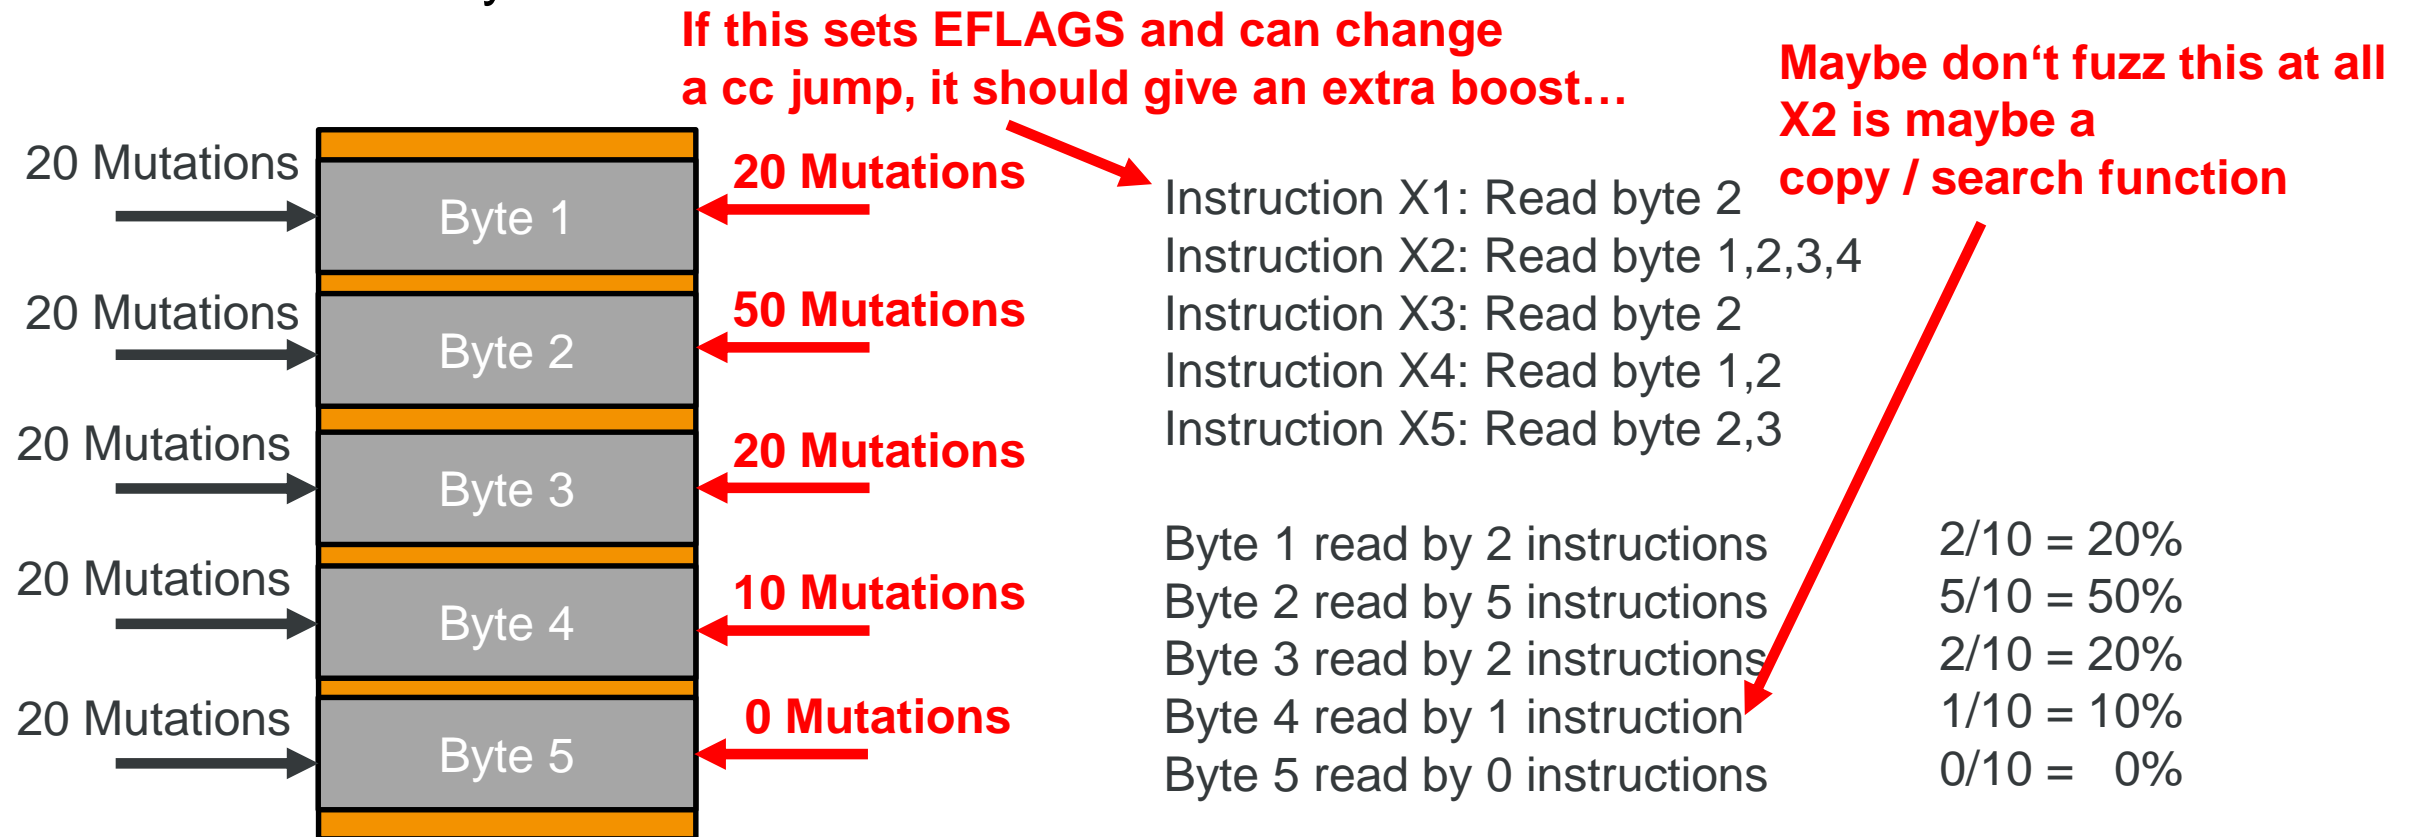 If this sets EFLAGS and can change
a cc jump, it should give an extra boost…
Maybe don‘t fuzz this at all
X2 is maybe a
copy / search function
20 Mutations
Byte 1
20 Mutations
20 Mutations
Byte 2
50 Mutations
20 Mutations
Byte 3
20 Mutations
20 Mutations
Byte 4
10 Mutations
20 Mutations
Byte 5
0 Mutations
Instruction X1: Read byte 2
Instruction X2: Read byte 1,2,3,4
Instruction X3: Read byte 2
Instruction X4: Read byte 1,2
Instruction X5: Read byte 2,3
Byte 1 read by 2 instructions 2/10 = 20%
Byte 2 read by 5 instructions 5/10 = 50%
Byte 3 read by 2 instructions 2/10 = 20%
Byte 4 read by 1 instruction 1/10 = 10%
Byte 5 read by 0 instructions 0/10 = 0%